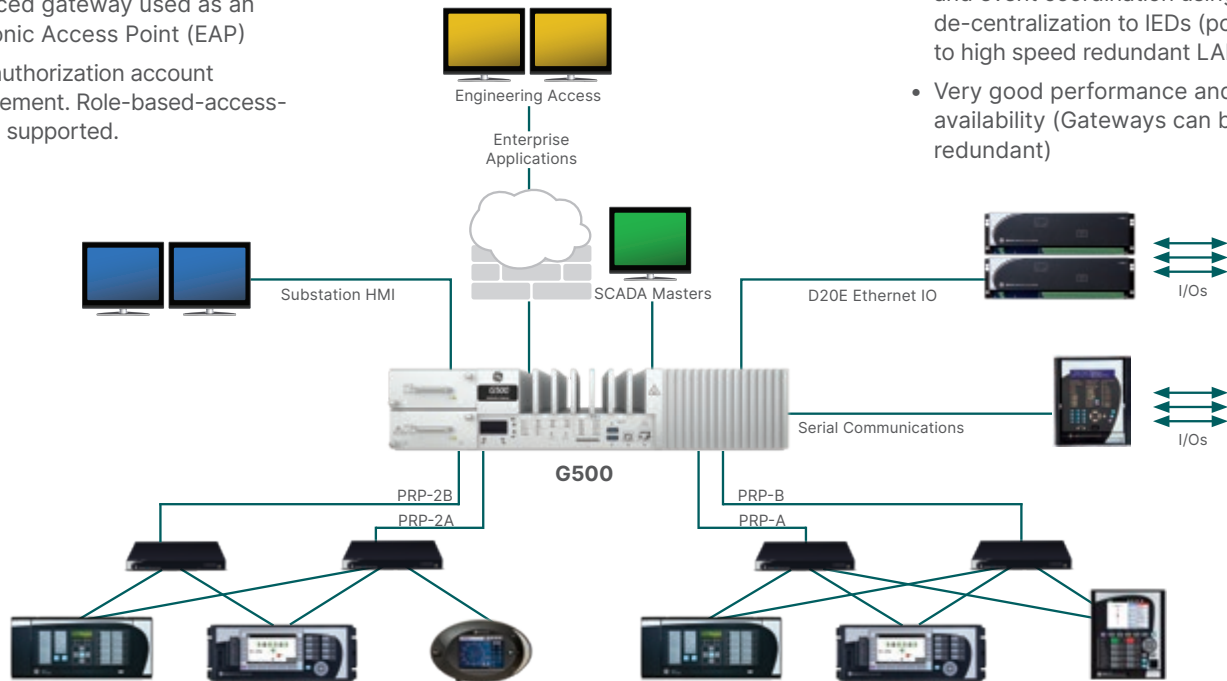 ced gateway used as an
onic Access Point (EAP)
uthorization account
ement. Role-based-access-
supported.
and event coordination using
de-centralization to IEDs (po
to high speed redundant LA
• Very good performance and
availability (Gateways can b
redundant)
Engineering Access
Enterprise
Applications
Substation HMI
SCADA Masters
D20E Ethernet IO
I/Os
G500
Serial Communications
I/Os
G500
PRP-2B
PRP-2A
PRP-B
PRP-A